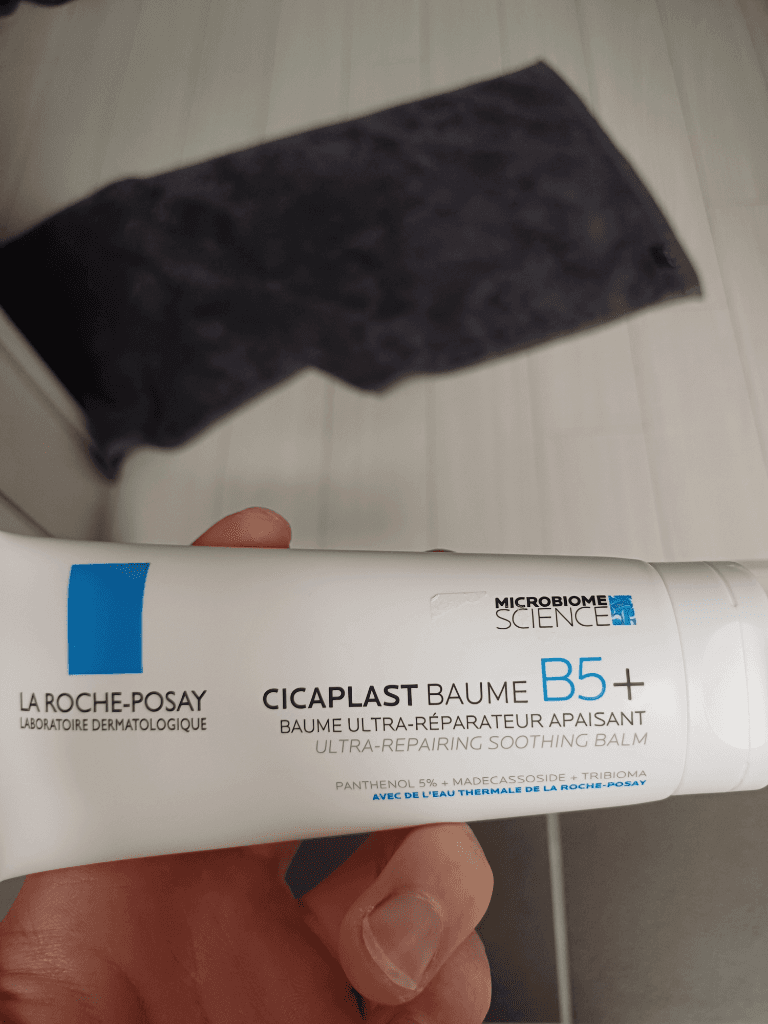 MICROBIOME
SCIENCE
LA ROCHE-POSAY
LABORATOIRE DERMATOLOGIQUE
CICAPLAST BAUME B5+
BAUME ULTRA-RÉPARATEUR APAISANT
ULTRA-REPAIRING SOOTHING BALM
PANTHENOL 5% + MADECASSOSIDE + TRIBIOMA
AVEC DE L'EAU THERMALE DE LA ROCHE-POSAY